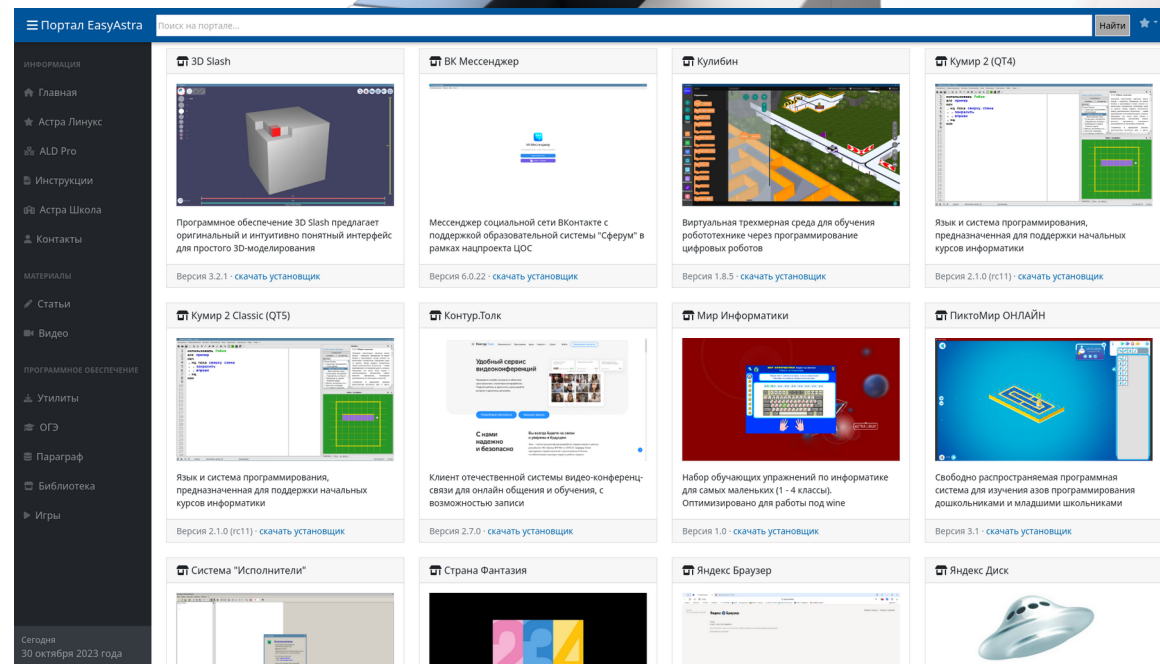 Портал EasyAstra
Поиск на портале...
Найти
ИНФОРМАЦИЯ
Главная
Астра Линукс
ALD Pro
Инструкции
Астра Школа
Контакты
МАТЕРИАЛЫ
Статьи
Видео
ПРОГРАММНОЕ ОБЕСПЕЧЕНИЕ
Утилиты
ОГЭ
Параграф
Библиотека
Игры
Сегодня
30 октября 2023 года
3D Slash
Программное обеспечение 3D Slash предлагает
оригинальный и интуитивно понятный интерфейс
для простого 3D-моделирования
Версия 3.2.1 · скачать установщик
ВК Мессенджер
Мессенджер социальной сети ВКонтакте с
поддержкой образовательной системы "Сферум" в
рамках нацпроекта ЦОС
Версия 6.0.22 · скачать установщик
Кулибин
Виртуальная трехмерная среда для обучения
робототехнике через программирование
цифровых роботов
Версия 1.8.5 · скачать установщик
Кумир 2 (QT4)
Язык и система программирования,
предназначенная для поддержки начальных
курсов информатики
Версия 2.1.0 (rc11) · скачать установщик
Кумир 2 Classic (QT5)
Язык и система программирования,
предназначенная для поддержки начальных
курсов информатики
Версия 2.1.0 (rc11) · скачать установщик
Контур.Толк
Удобный сервис
видеоконференций
С нами
надежно
и безопасно
Клиент отечественной системы видео-конференц-
связи для онлайн общения и обучения, с
возможностью записи
Версия 2.7.0 · скачать установщик
Мир Информатики
Набор обучающих упражнений по информатике
для самых маленьких (1 - 4 классы).
Оптимизировано для работы под wine
Версия 1.0 · скачать установщик
ПиктоМир ОНЛАЙН
Свободно распространяемая программная
система для изучения азов программирования
дошкольниками и младшими школьниками
Версия 3.1 · скачать установщик
Система "Исполнители"
Страна Фантазия
234
Яндекс Браузер
Яндекс Диск